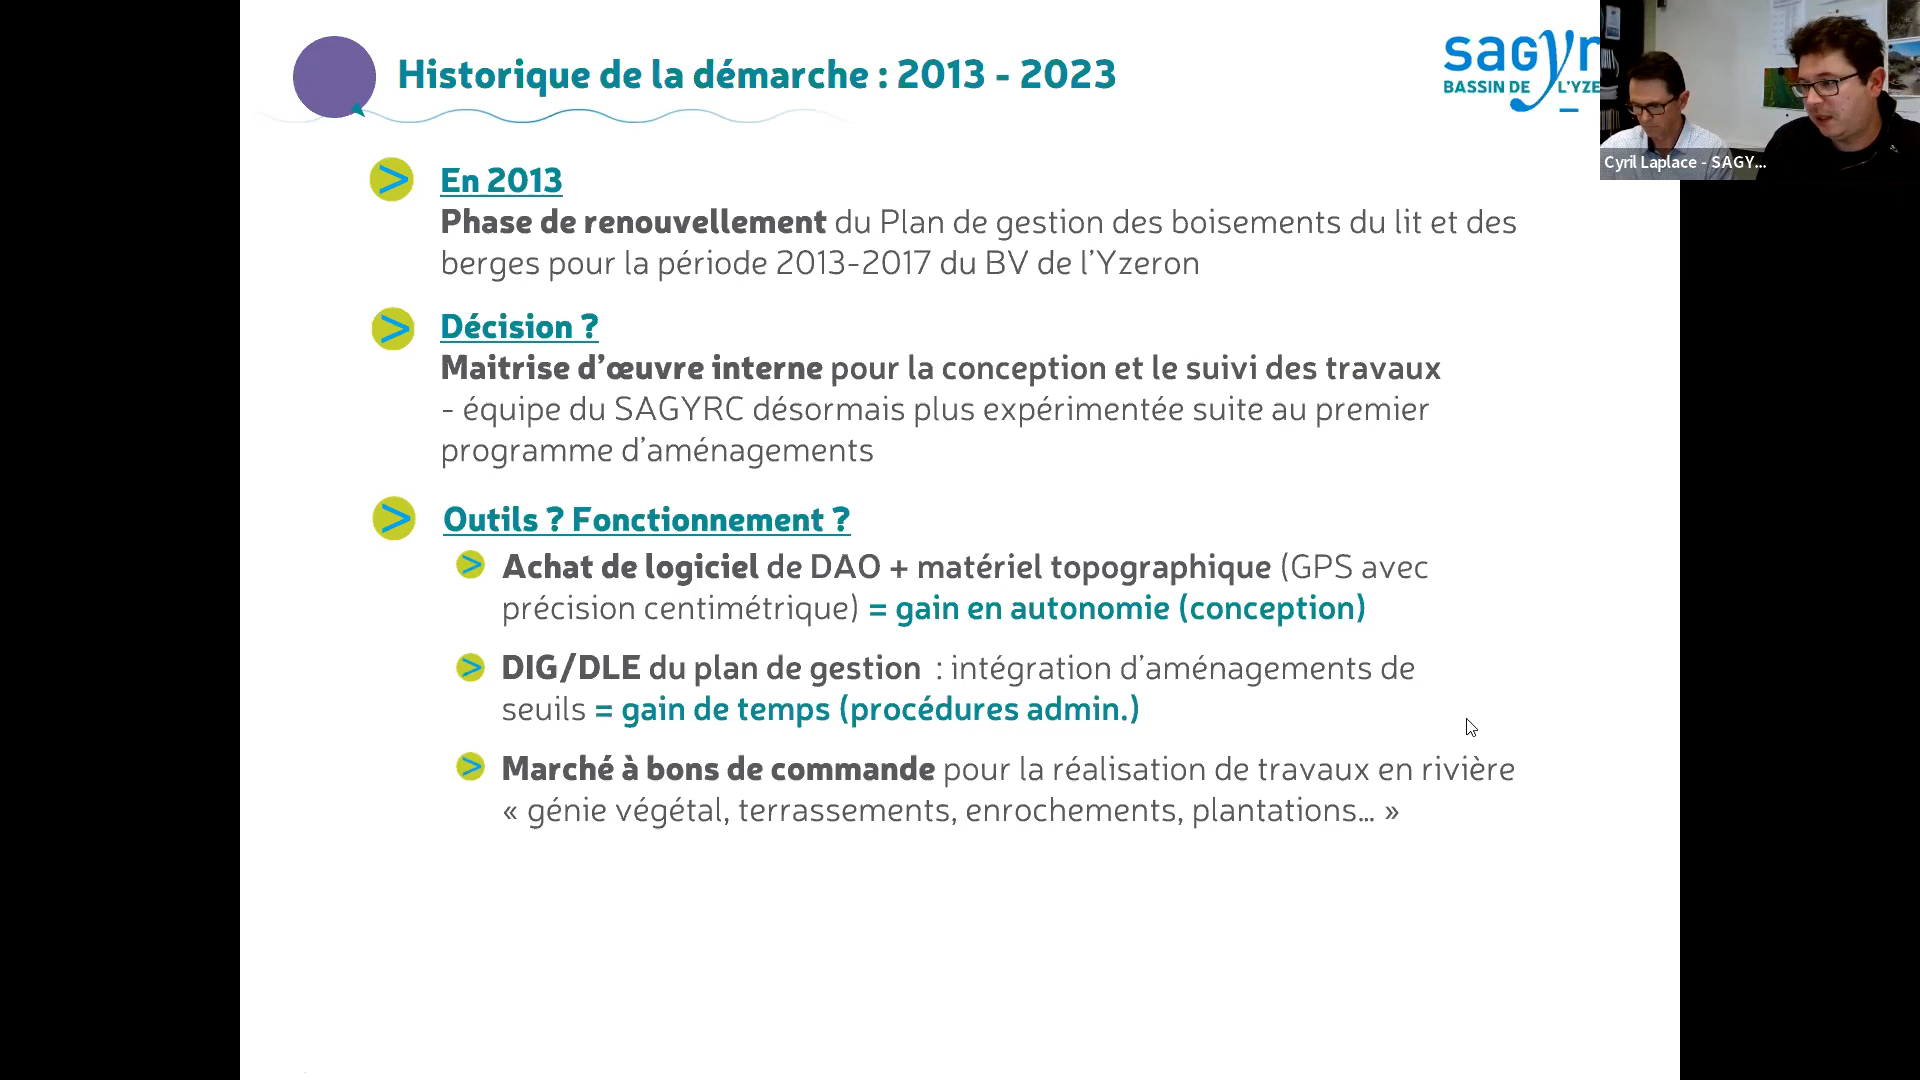 Historique de la démarche : 2013 - 2023
sagyr
BASSIN DE L'YZE
Cyril Laplace - SAGY...
En 2013
Phase de renouvellement du Plan de gestion des boisements du lit et des
berges pour la période 2013-2017 du BV de l'Yzeron
Décision ?
Maitrise d'œuvre interne pour la conception et le suivi des travaux
- équipe du SAGYRC désormais plus expérimentée suite au premier
programme d'aménagements
Outils ? Fonctionnement ?
Achat de logiciel de DAO + matériel topographique (GPS avec
précision centimétrique) = gain en autonomie (conception)
DIG/DLE du plan de gestion : intégration d'aménagements de
seuils = gain de temps (procédures admin.)
Marché à bons de commande pour la réalisation de travaux en rivière
« génie végétal, terrassements, enrochements, plantations... »